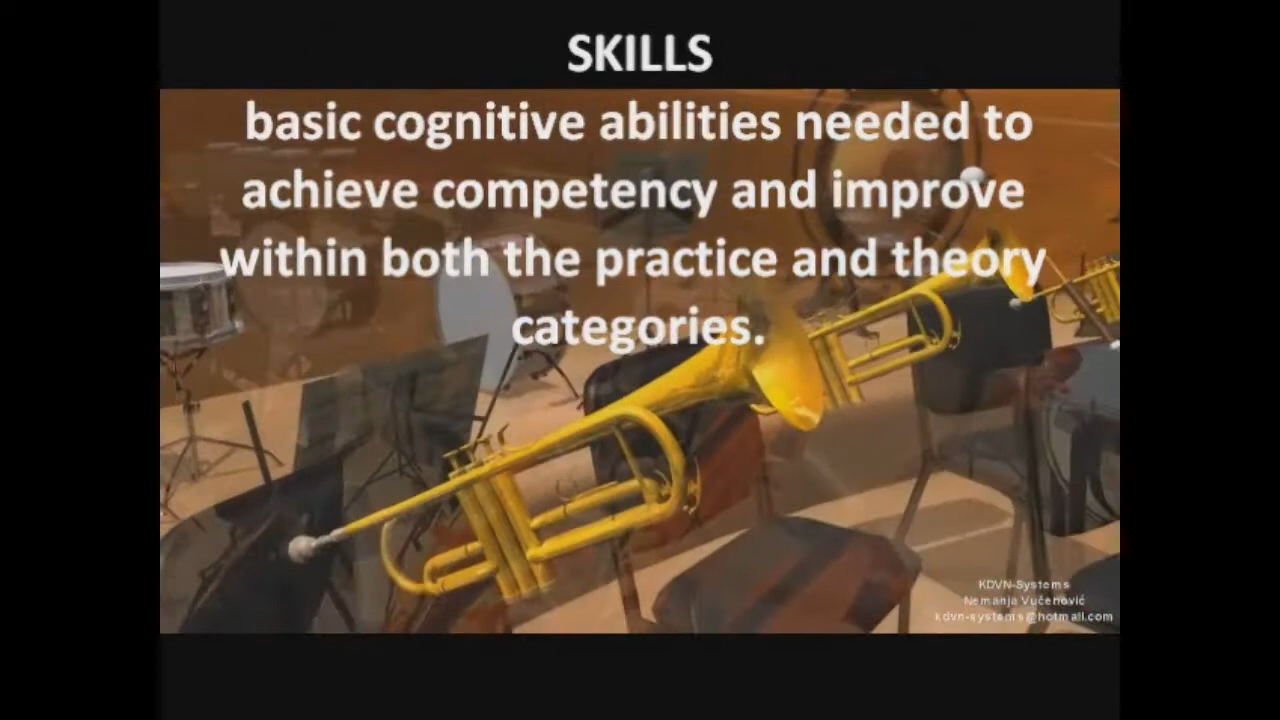 SKILLS
basic cognitive abilities needed to
achieve competency and improve
within both the practice and theory
categories.
KDVN-Systems
Nemanja Vučenović
kdvn-systems@hotmail.com